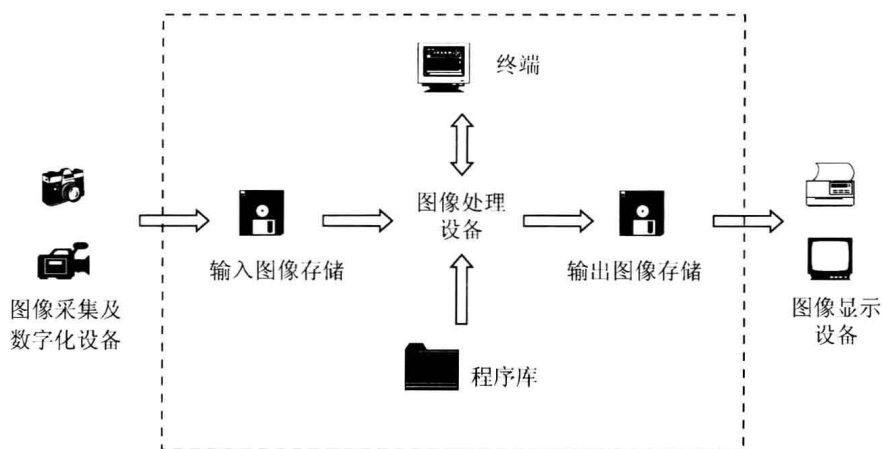 终端
图像处理
设备
输入图像存储
输出图像存储
图像采集及
数字化设备
图像显示
设备
程序库